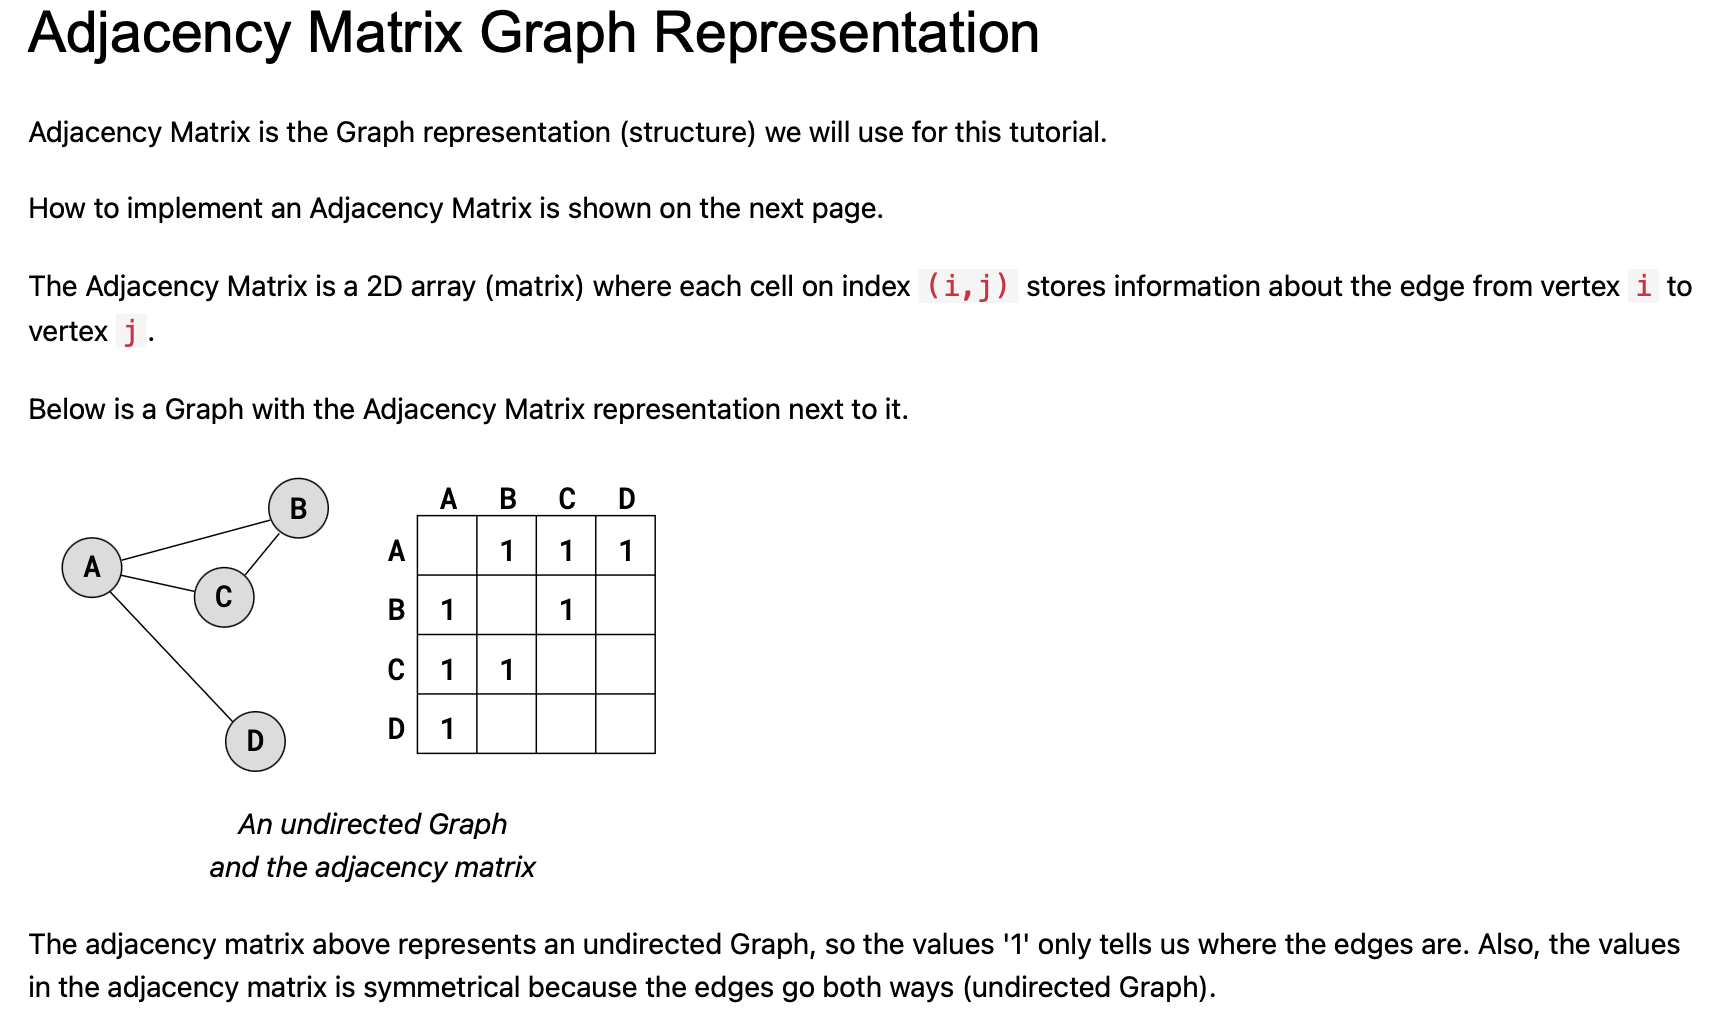 Adjacency Matrix Graph Representation
Adjacency Matrix is the Graph representation (structure) we will use for this tutorial.
How to implement an Adjacency Matrix is shown on the next page.
The Adjacency Matrix is a 2D array (matrix) where each cell on index (i,j) stores information about the edge from vertex i to
vertex j.
Below is a Graph with the Adjacency Matrix representation next to it.
B
A
C
D
A B C D
A 1 1 1
B 1 1
C 1 1
D 1
An undirected Graph
and the adjacency matrix
The adjacency matrix above represents an undirected Graph, so the values '1' only tells us where the edges are. Also, the values
in the adjacency matrix is symmetrical because the edges go both ways (undirected Graph).